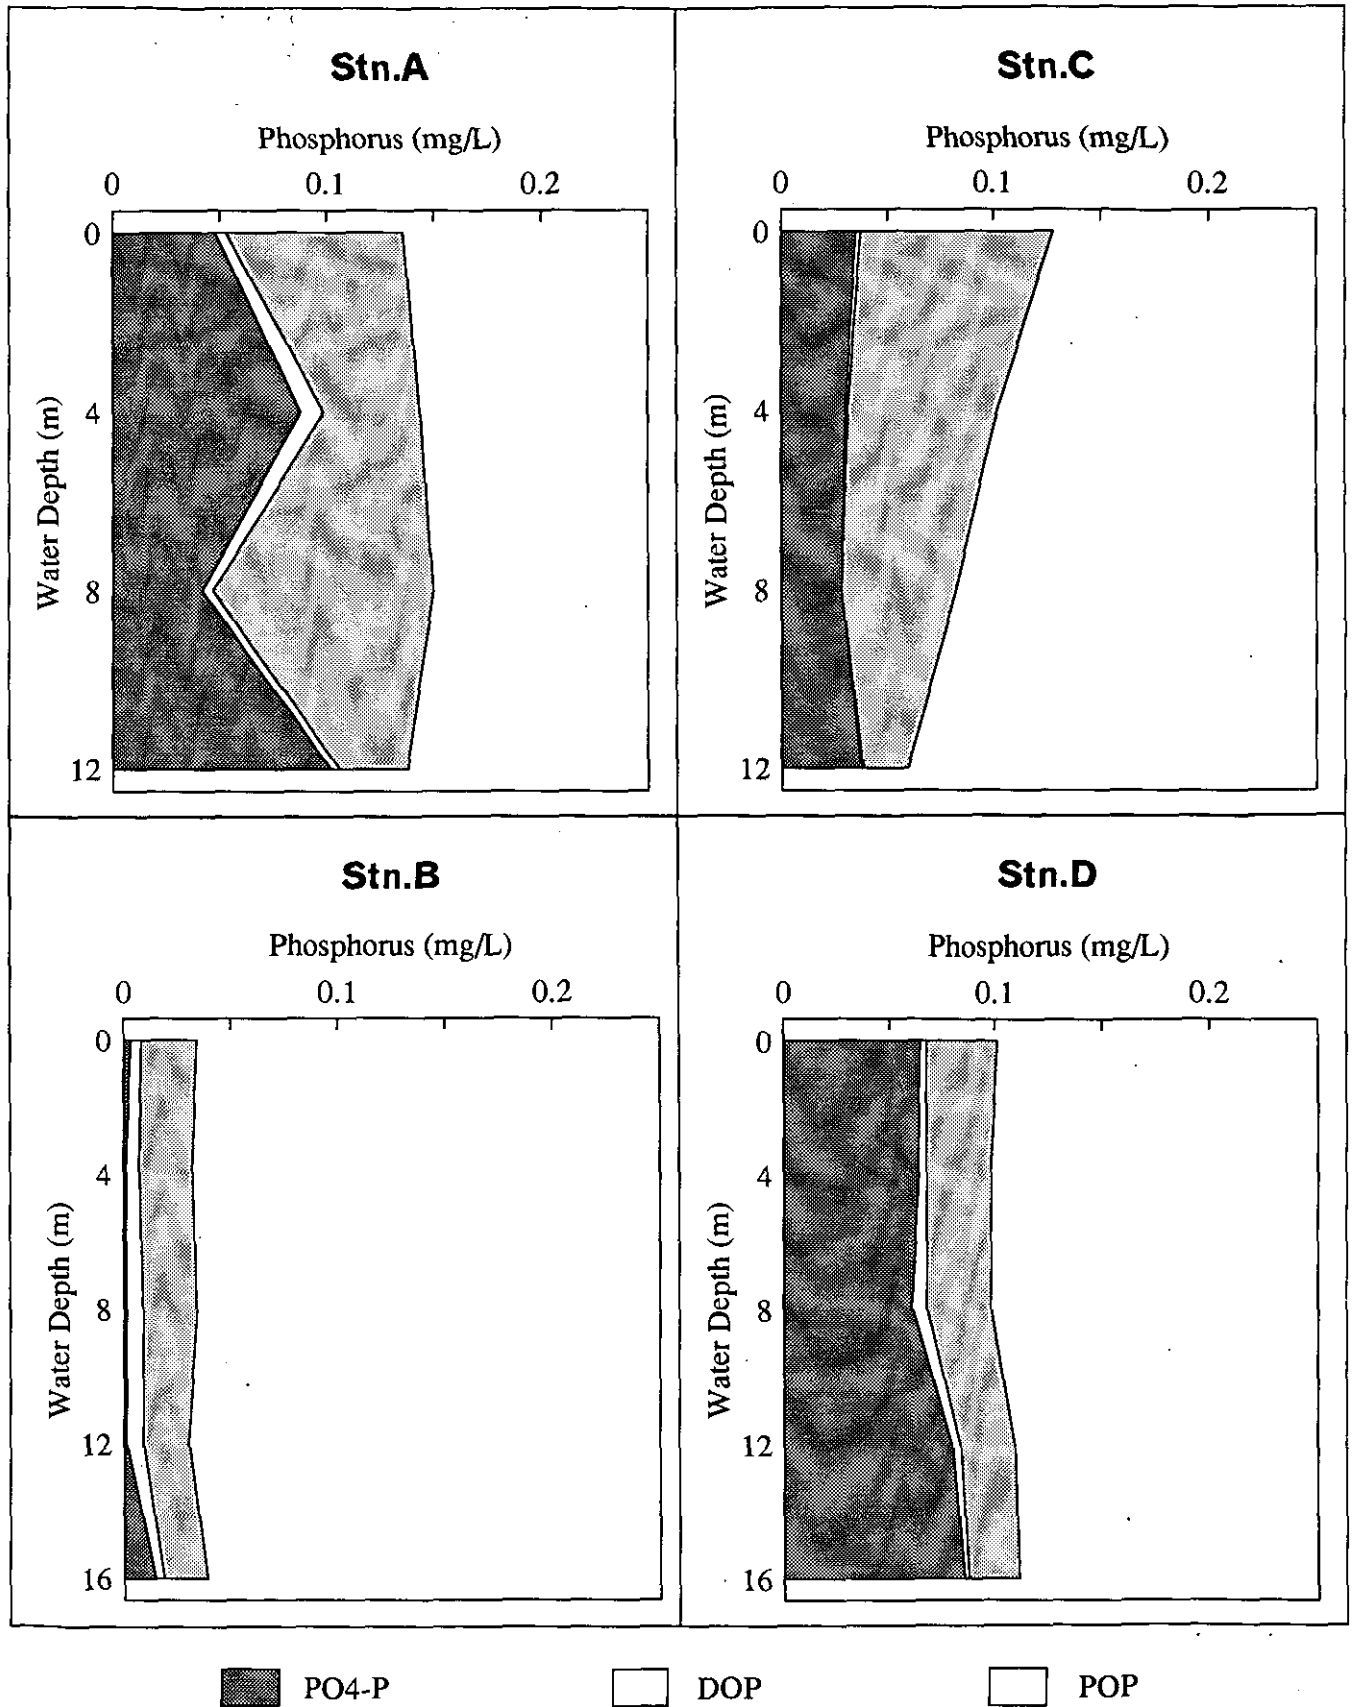 Stn.A
Phosphorus (mg/L)
0 0.1 0.2
Water Depth (m)
0
4
8
12
Stn.C
Phosphorus (mg/L)
0 0.1 0.2
Water Depth (m)
0
4
8
12
Stn.B
Phosphorus (mg/L)
0 0.1 0.2
Water Depth (m)
0
4
8
12
16
Stn.D
Phosphorus (mg/L)
0 0.1 0.2
Water Depth (m)
0
4
8
12
16
PO4-P DOP POP